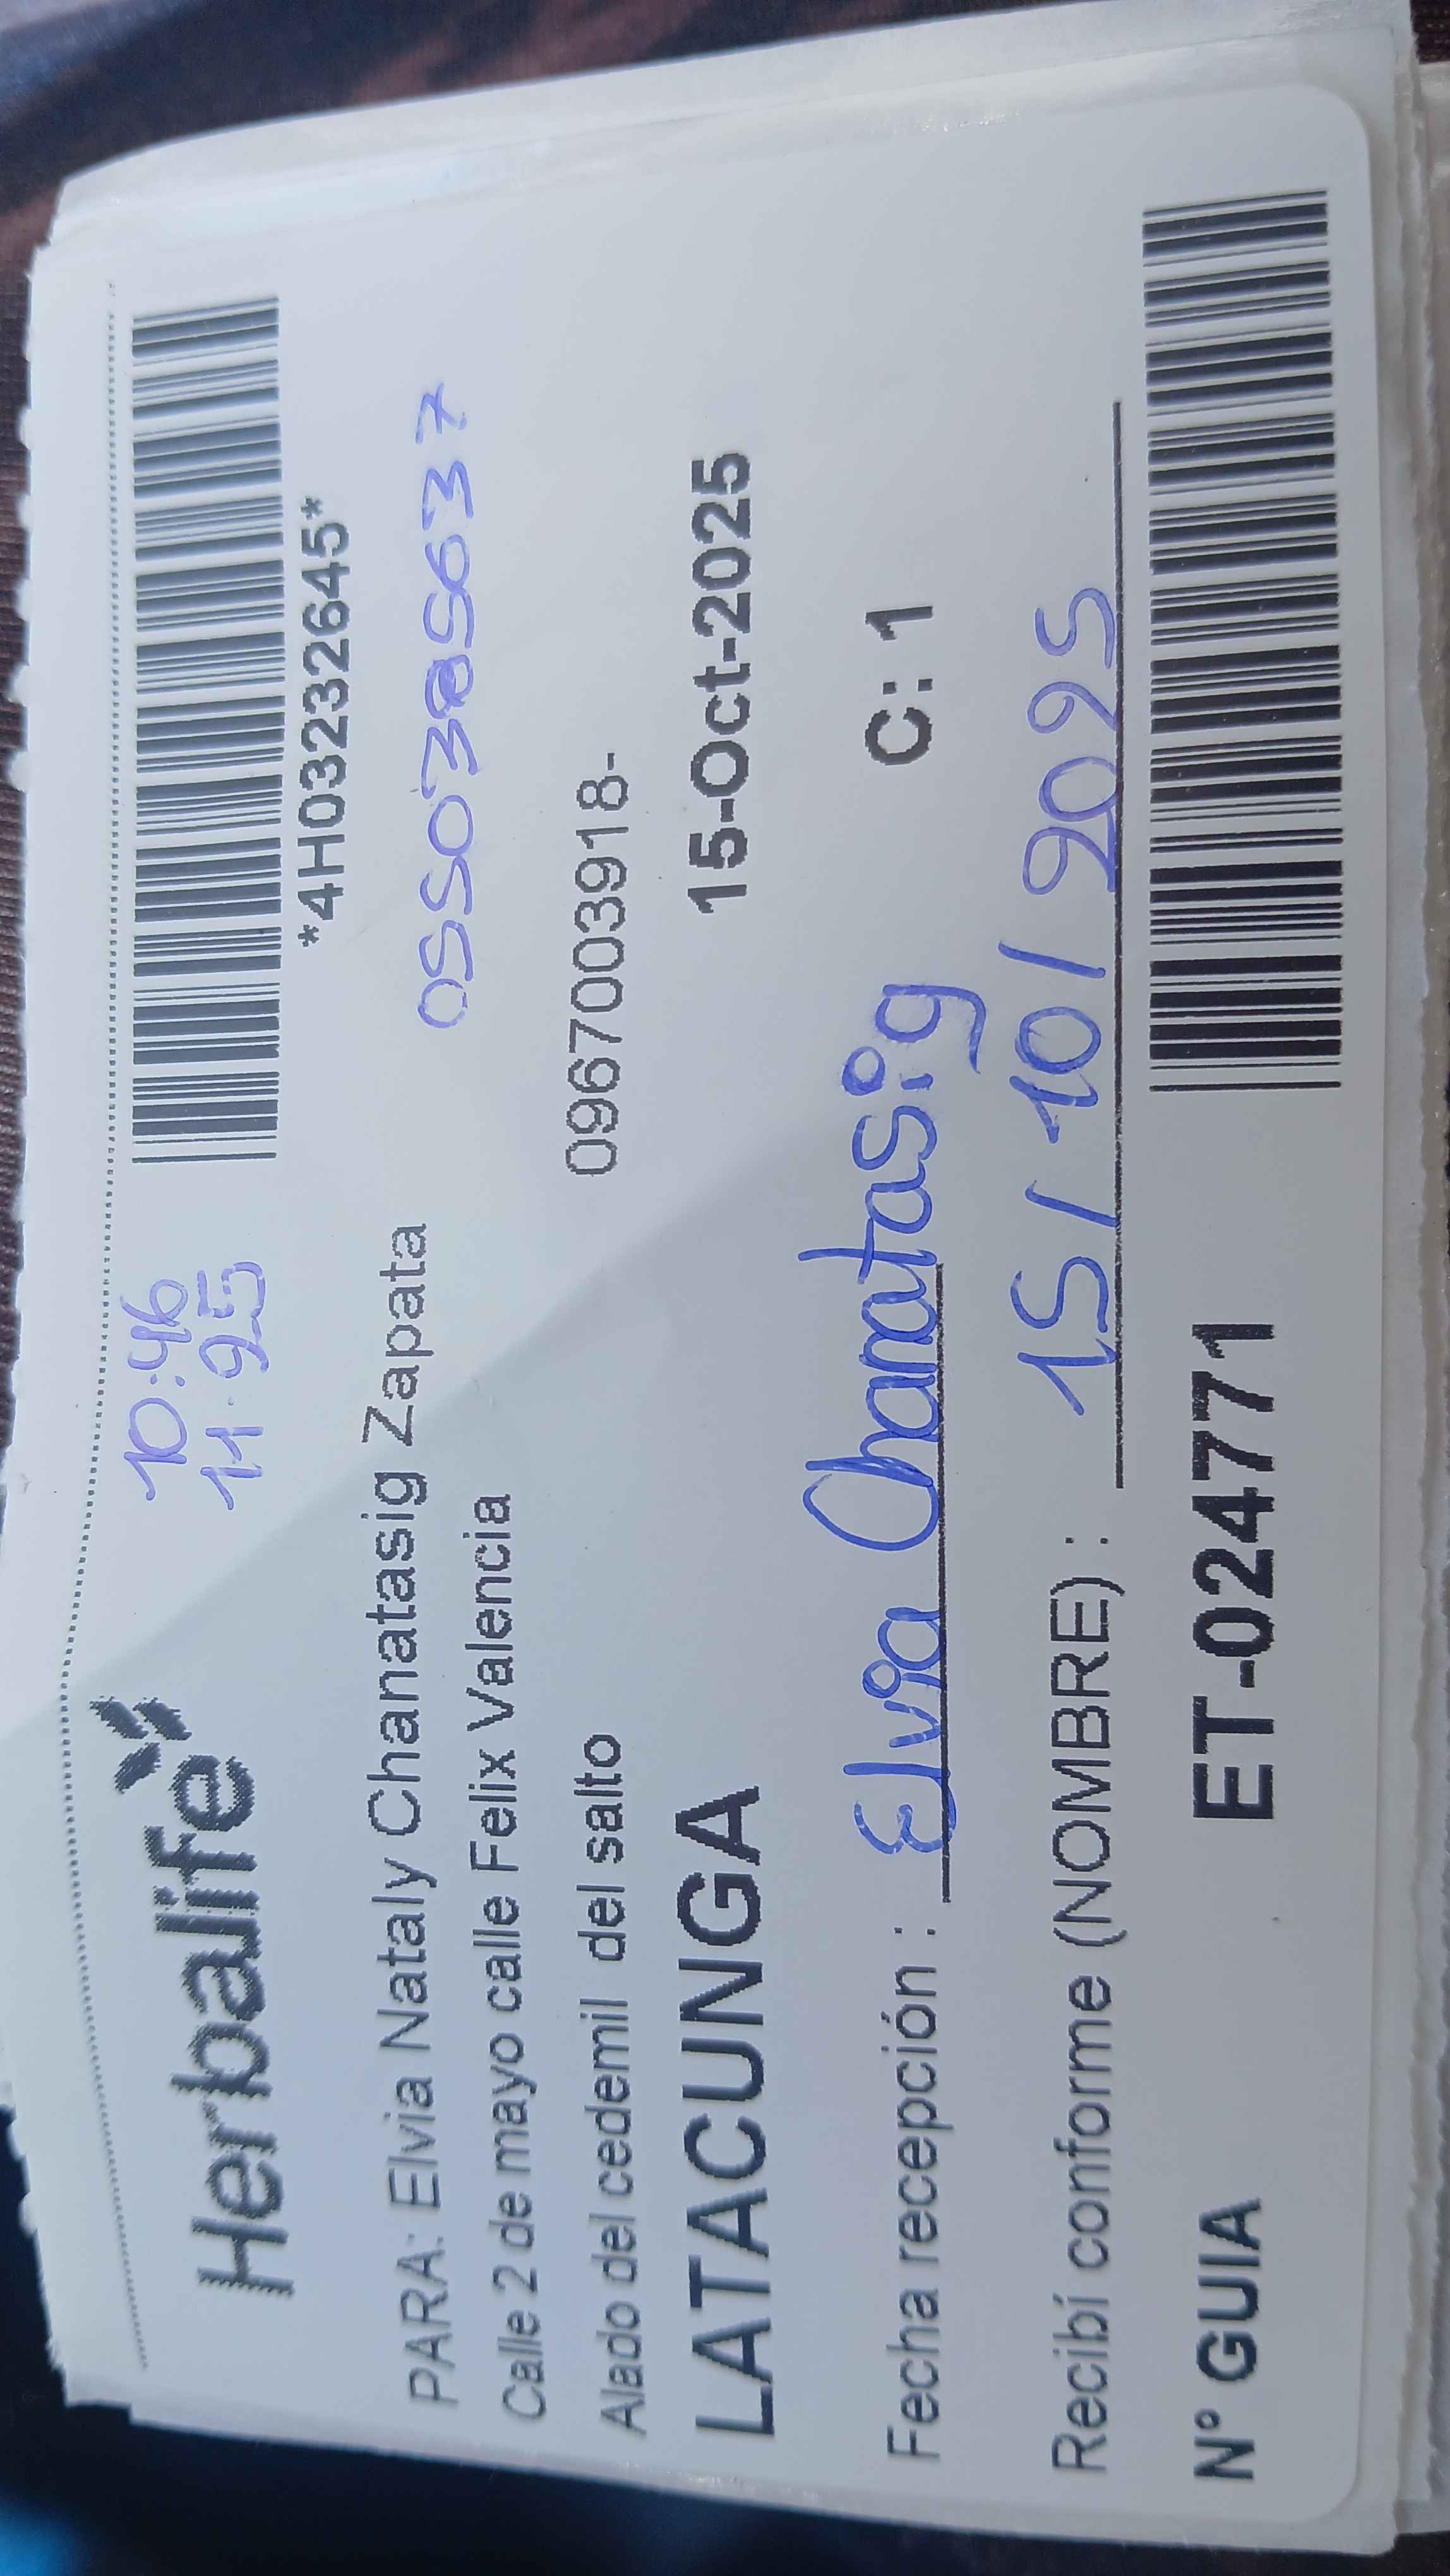 Herbalife
10:46
11:25
*4H03232645*
PARA: Elvia Nataly Chanatasig Zapata
Calle 2 de mayo calle Felix Valencia
Alado del cedemil del salto
0967003918-
LATACUNGA 15-Oct-2025
Fecha recepción : Elvia Chanatasig C: 1
Recibí conforme (NOMBRE) : 15/10/2025
N° GUIA ET-024771